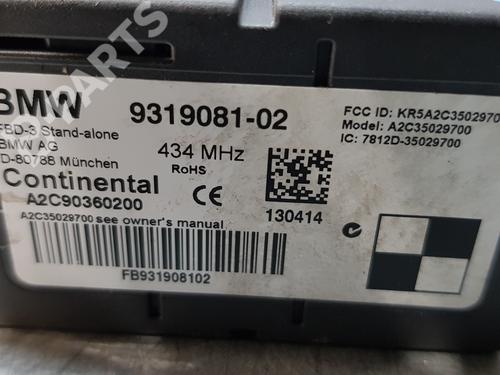 BMW 9319081-02
FBD-3 Stand-alone
BMW AG
D-80788 München
434 MHz
RoHS
FCC ID: KR5A2C35029700
Model: A2C35029700
IC: 7812D-35029700
Continental
A2C90360200
CE
130414
A2C35029700 see owner's manual
FB931908102